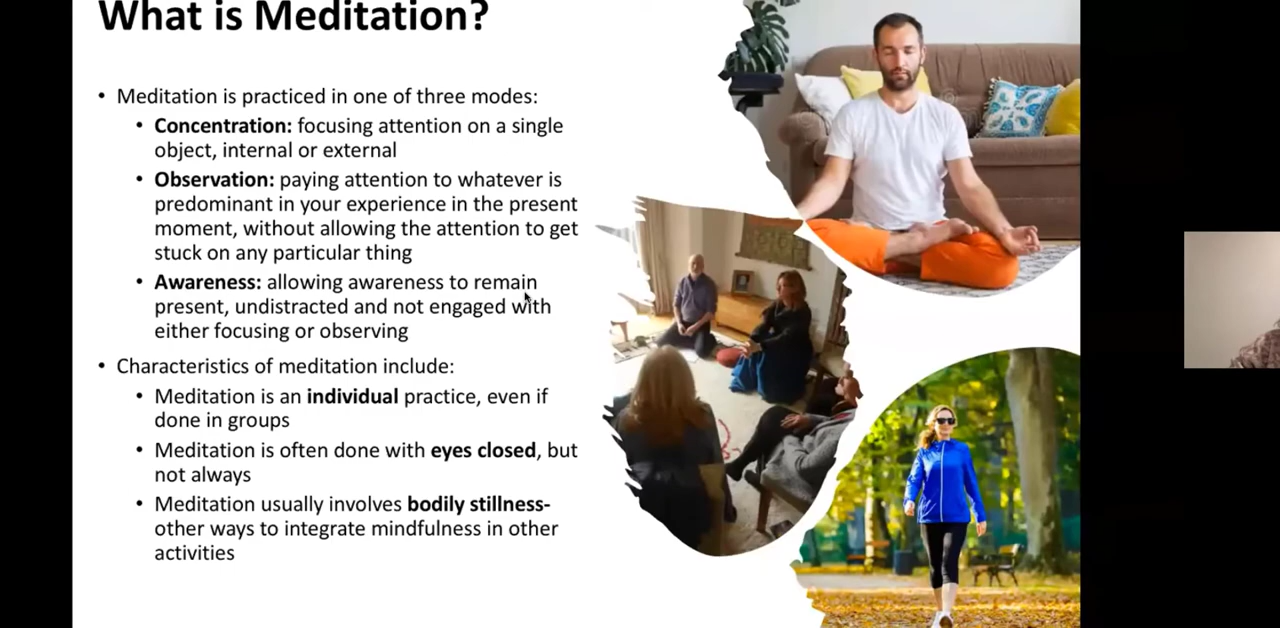 What is Meditation?
• Meditation is practiced in one of three modes:
• Concentration: focusing attention on a single
object, internal or external
• Observation: paying attention to whatever is
predominant in your experience in the present
moment, without allowing the attention to get
stuck on any particular thing
• Awareness: allowing awareness to remain
present, undistracted and not engaged with
either focusing or observing
• Characteristics of meditation include:
• Meditation is an individual practice, even if
done in groups
• Meditation is often done with eyes closed, but
not always
• Meditation usually involves bodily stillness-
other ways to integrate mindfulness in other
activities